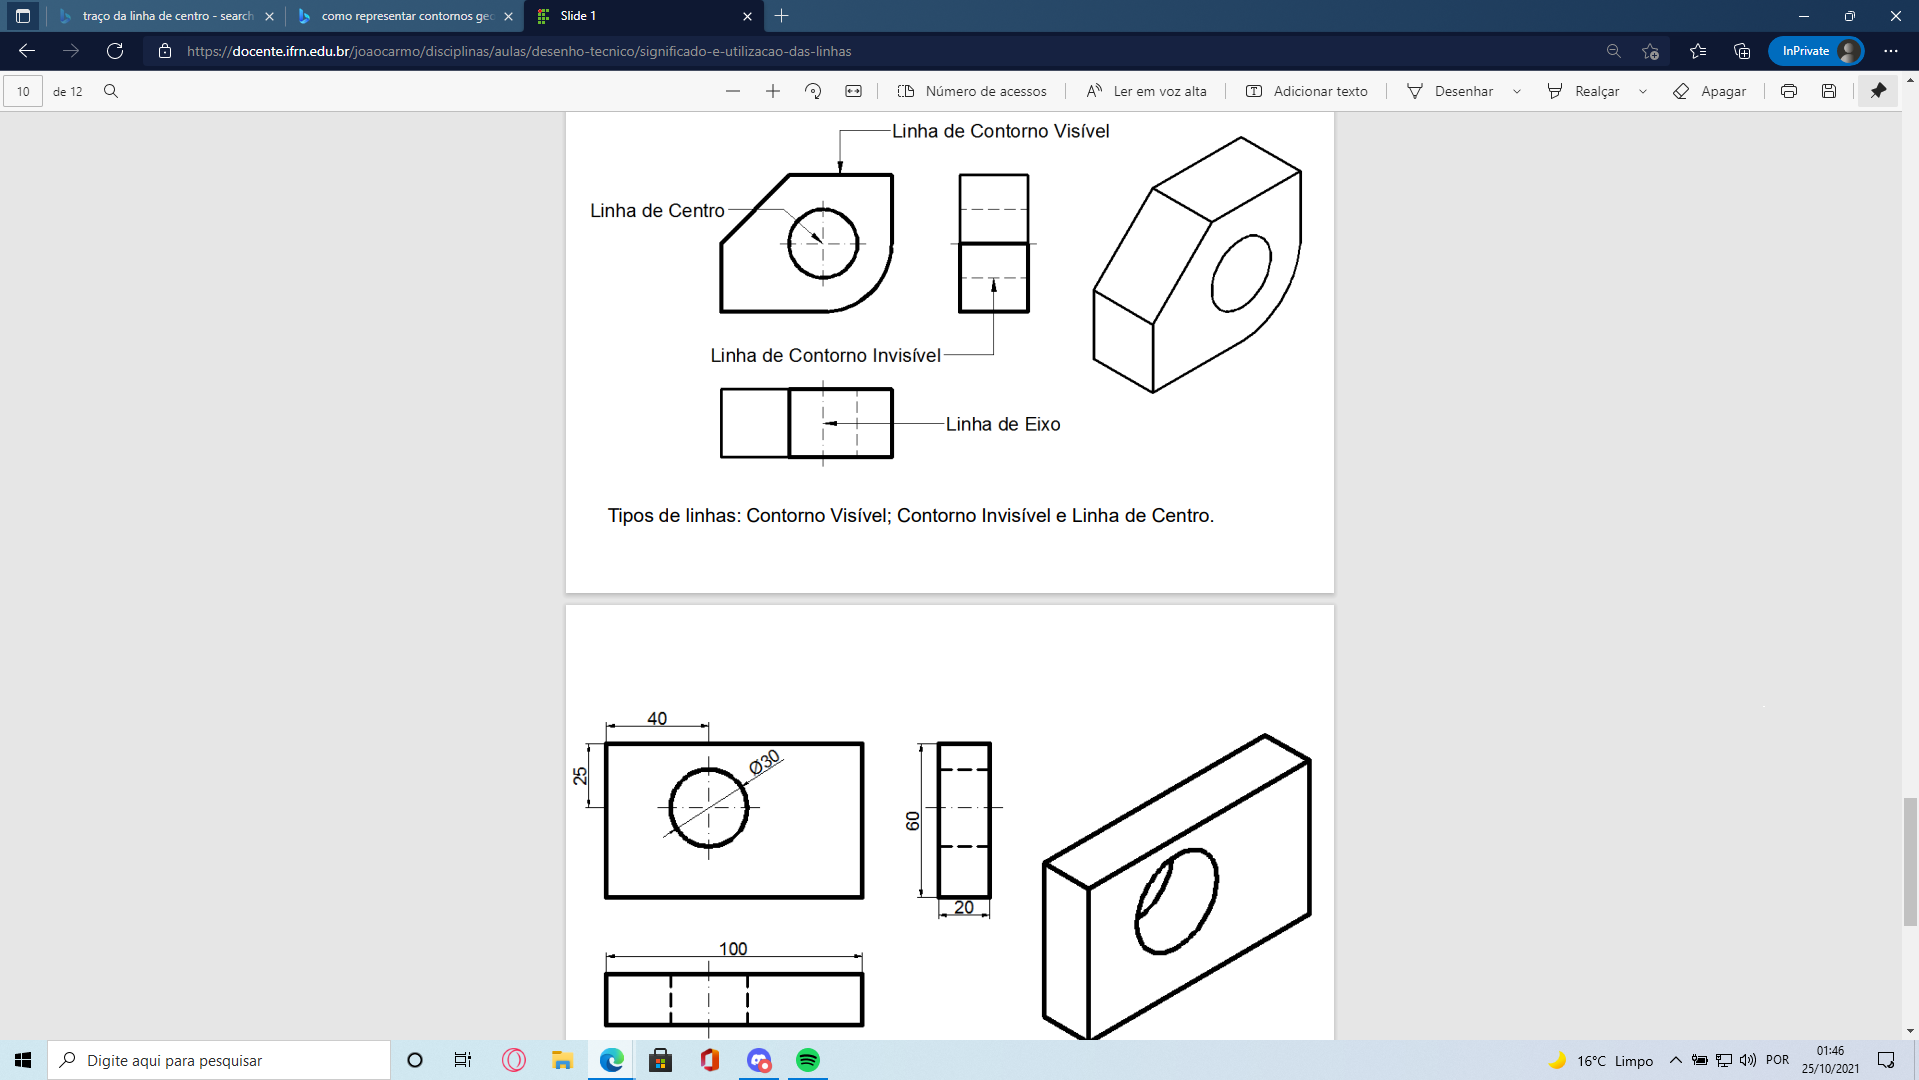 traço da linha de centro - search
como representar contornos geo
Slide 1
https://docente.ifrn.edu.br/joaocarmo/disciplinas/aulas/desenho-tecnico/significado-e-utilizacao-das-linhas
InPrivate
10
de 12
Número de acessos
Ler em voz alta
Adicionar texto
Desenhar
Realçar
Apagar
Linha de Contorno Visível
Linha de Centro
Linha de Contorno Invisível
Linha de Eixo
Tipos de linhas: Contorno Visível; Contorno Invisível e Linha de Centro.
40
25
Ø30
60
20
100
Digite aqui para pesquisar
16°C Limpo
POR
01:46
25/10/2021